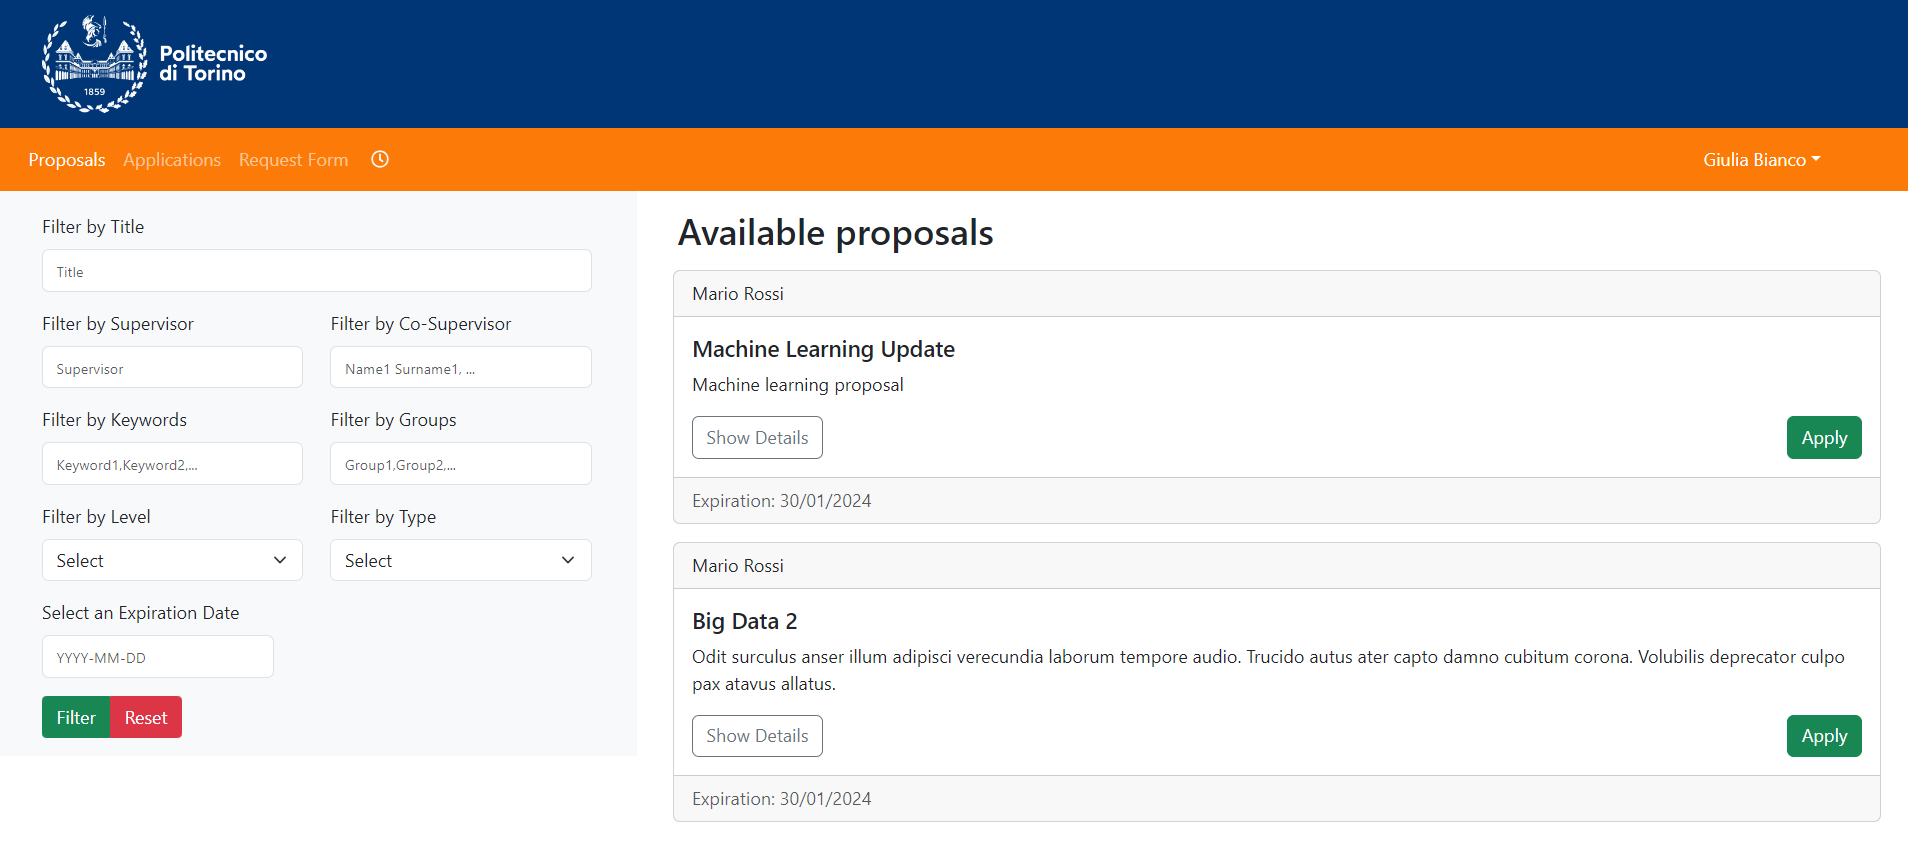 1859
Politecnico
di Torino
Proposals Applications Request Form Giulia Bianco
Filter by Title
Title
Filter by Supervisor Filter by Co-Supervisor
Supervisor Name1 Surname1, ...
Filter by Keywords Filter by Groups
Keyword1,Keyword2,... Group1,Group2,...
Filter by Level Filter by Type
Select Select
Select an Expiration Date
YYYY-MM-DD
Filter Reset
Available proposals
Mario Rossi
Machine Learning Update
Machine learning proposal
Show Details Apply
Expiration: 30/01/2024
Mario Rossi
Big Data 2
Odit surculus anser illum adipisci verecundia laborum tempore audio. Trucido autus ater capto damno cubitum corona. Volubilis deprecator culpo
pax atavus allatus.
Show Details Apply
Expiration: 30/01/2024